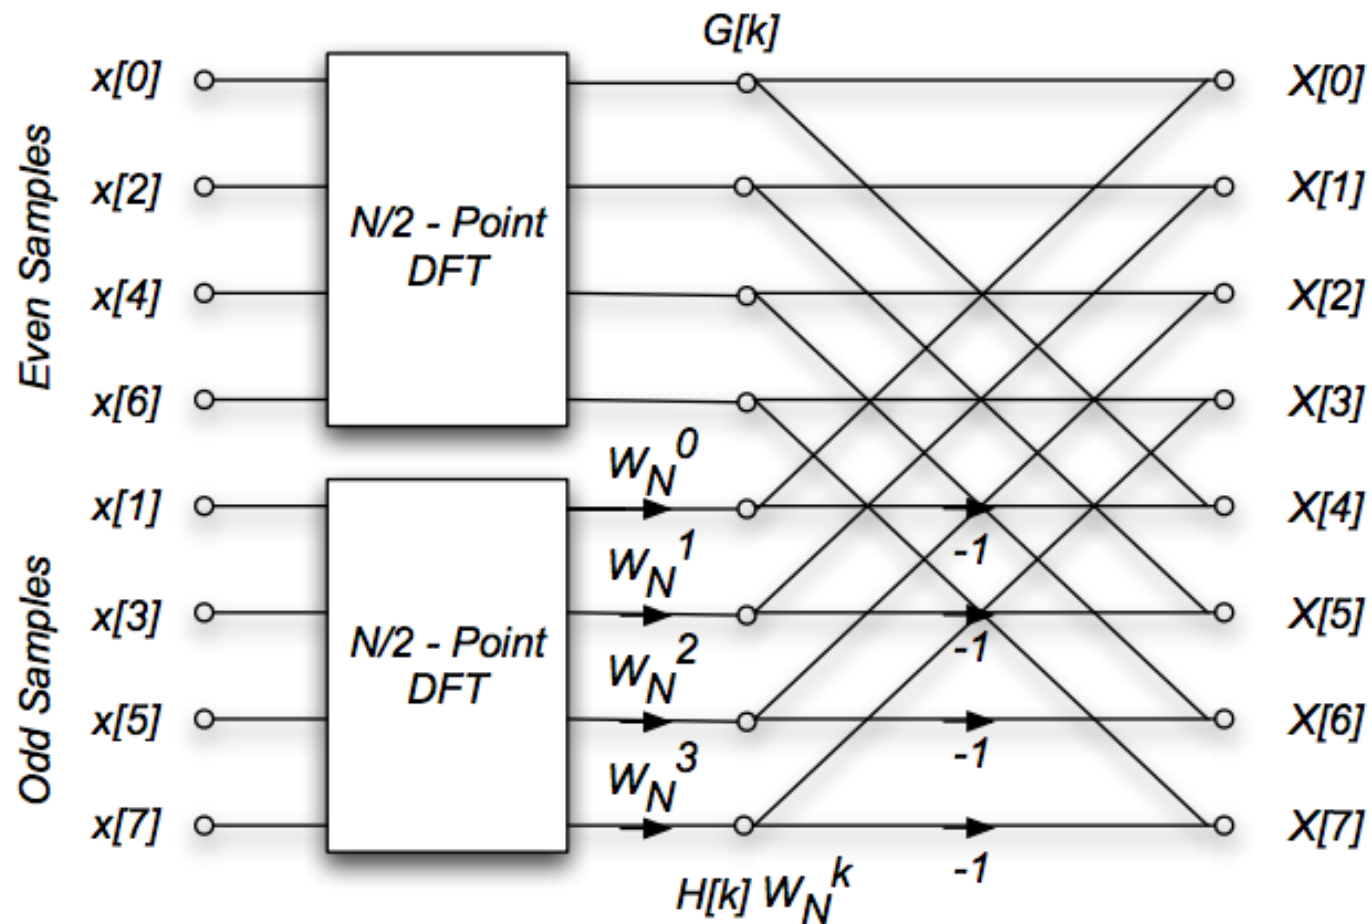 G[k]
Even Samples
x[0]
x[2]
x[4]
x[6]
N/2 - Point
DFT
X[0]
X[1]
X[2]
X[3]
Odd Samples
x[1]
x[3]
x[5]
x[7]
N/2 - Point
DFT
W_N^0
W_N^1
W_N^2
W_N^3
-1
-1
-1
-1
X[4]
X[5]
X[6]
X[7]
H[k] W_N^k